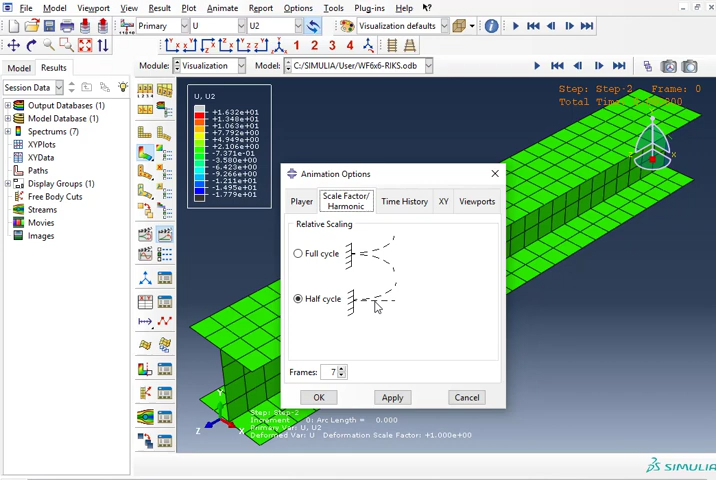 File Model Viewport View Result Plot Animate Report Options Tools Plug-ins Help
Primary U U2 Visualization defaults
1 2 3 4
Module: Visualization Model: C:/SIMULIA/User/WF6x6-RIKS.odb
Model Results
Session Data
Output Databases (1)
Model Database (1)
Spectrums (7)
XYPlots
XYData
Paths
Display Groups (1)
Free Body Cuts
Streams
Movies
Images
U, U2
+1.632e+01
+1.348e+01
+1.063e+01
+7.792e+00
+4.949e+00
+2.106e+00
-7.371e-01
-3.580e+00
-6.423e+00
-9.266e+00
-1.211e+01
-1.495e+01
-1.779e+01
Step: Step-2 Frame: 0
Total Time:
X
Animation Options
Player Scale Factor/ Harmonic Time History XY Viewports
Relative Scaling
Full cycle
Half cycle
Frames: 7
OK Apply Cancel
Y
Z X
Step: Step-2
Increment 0: Arc Length = 0.000
Primary Var: U, U2
Deformed Var: U Deformation Scale Factor: +1.000e+00
SIMULIA